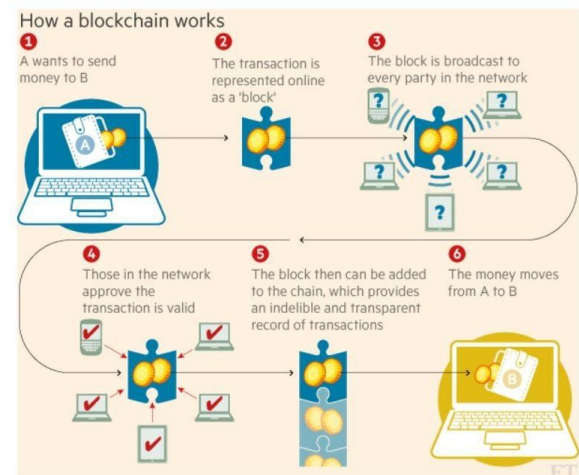 How a blockchain works
1
A wants to send
money to B
2
The transaction is
represented online
as a 'block'
3
The block is broadcast to
every party in the network
A
?
?
?
?
?
4
Those in the network
approve the
transaction is valid
5
The block then can be added
to the chain, which provides
an indelible and transparent
record of transactions
6
The money moves
from A to B
B
FT